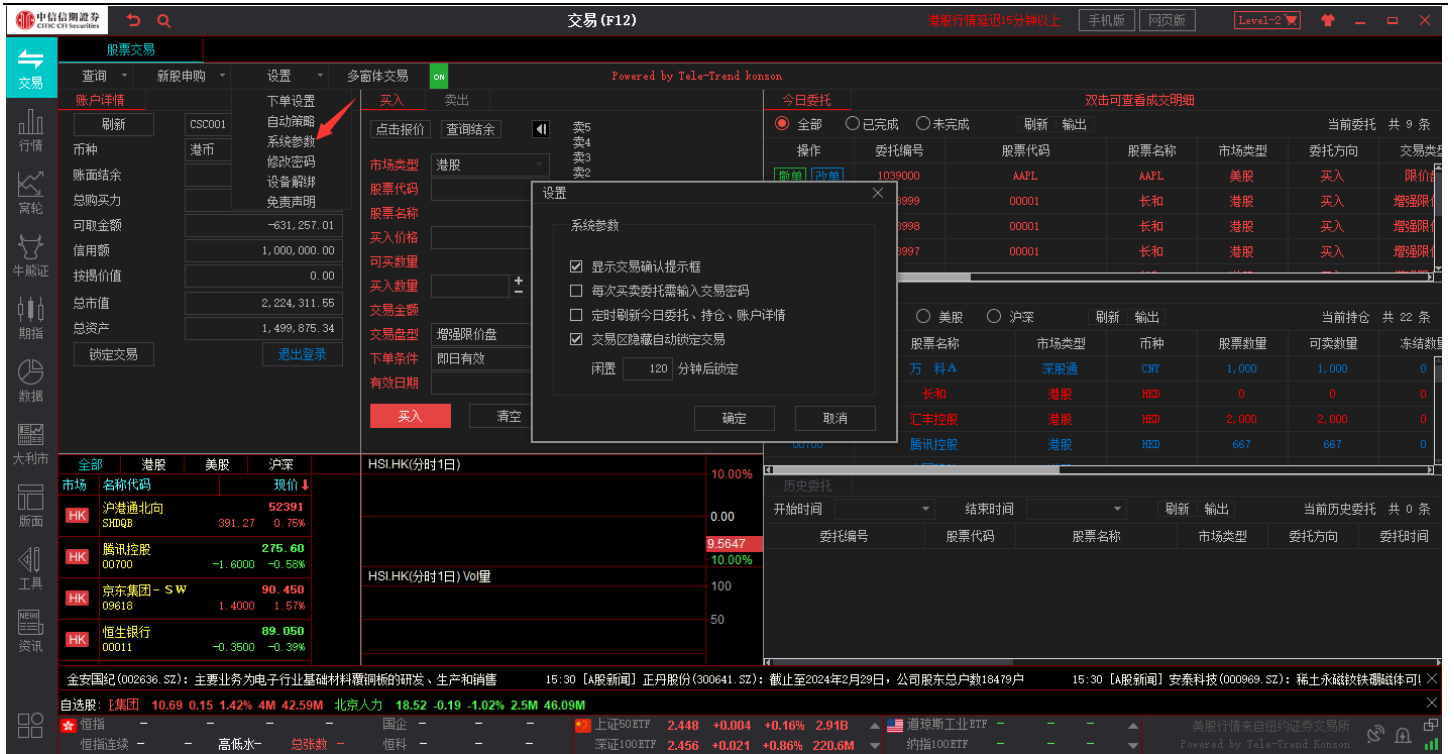 中信信期證券
CITIC CFI Securities
交易(F12)
港股行情延迟15分钟以上
手机版
网页版
Level-2
交易
股票交易
查询
新股申购
设置
多窗体交易
ON
Powered by Tele-Trend konson
行情
窝轮
牛熊证
期指
数据
大利市
版面
工具
NEWS
资讯
账户详情
刷新
CSC001
币种
港币
账面结余
总购买力
可取金额
-631,257.01
信用额
1,000,000.00
按揭价值
0.00
总市值
2,224,311.55
总资产
1,499,875.34
锁定交易
退出登录
下单设置
自动策略
系统参数
修改密码
设备解绑
免责声明
买入
卖出
点击报价
查询结余
卖5
卖4
卖3
卖2
市场类型
港股
股票代码
股票名称
买入价格
可买数量
买入数量
交易金额
交易盘型
增强限价盘
下单条件
即日有效
有效日期
买入
清空
设置
系统参数
显示交易确认提示框
每次买卖委托需输入交易密码
定时刷新今日委托、持仓、账户详情
交易区隐藏自动锁定交易
闲置 120 分钟后锁定
确定
取消
今日委托
双击可查看成交明细
全部
已完成
未完成
刷新
输出
当前委托 共 9 条
操作 委托编号 股票代码 股票名称 市场类型 委托方向 交易类
撤单 改单 1039000 AAPL AAPL 美股 买入 限价
999 00001 长和 港股 买入 增强限
998 00001 长和 港股 买入 增强限
997 00001 长和 港股 买入 增强限
美股
沪深
刷新
输出
当前持仓 共 22 条
股票名称 市场类型 币种 股票数量 可卖数量 冻结数
万 科A 深股通 CNY 1,000 1,000 0
长和 港股 HKD 0 0 0
汇丰控股 港股 HKD 2,000 2,000 0
00700 腾讯控股 港股 HKD 667 667 0
历史委托
开始时间
结束时间
刷新
输出
当前历史委托 共 0 条
委托编号 股票代码 股票名称 市场类型 委托方向 委托时间
全部 港股 美股 沪深
市场 名称代码 现价
HK 沪港通北向 52391
SHDQB 391.27 0.75%
HK 腾讯控股 275.60
00700 -1.6000 -0.58%
HK 京东集团-SW 90.450
09618 1.4000 1.57%
HK 恒生银行 89.050
00011 -0.3500 -0.39%
HSI.HK(分时1日)
10.00%
0.00
9.5647
10.00%
HSI.HK(分时1日) Vol量
100
50
金安国纪(002636.SZ): 主要业务为电子行业基础材料覆铜板的研发、生产和销售 15:30 [A股新闻] 正丹股份(300641.SZ): 截止至2024年2月29日，公司股东总户数18479户 15:30 [A股新闻] 安泰科技(000969.SZ): 稀土永磁钕铁硼磁体可
自选股: 集团 10.69 0.15 1.42% 4M 42.59M 北京人力 18.52 -0.19 -1.02% 2.5M 46.09M
恒指 - - - - 国企 - - - 上证50ETF 2.448 +0.004 +0.16% 2.91B 道琼斯工业ETF - - - 美股行情来自纽约证券交易所
恒指连续 - - 高低水- 总张数 - 恒科 - - - 深证100ETF 2.456 +0.021 +0.86% 220.6M 纳指100ETF - - - Powered by Tele-Trend Konson